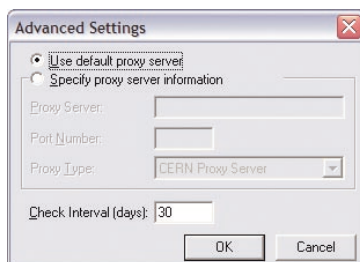 Advanced Settings
Use default proxy server
Specify proxy server information
Proxy Server:
Port Number:
Proxy Type: CERN Proxy Server
Check Interval (days): 30
OK Cancel